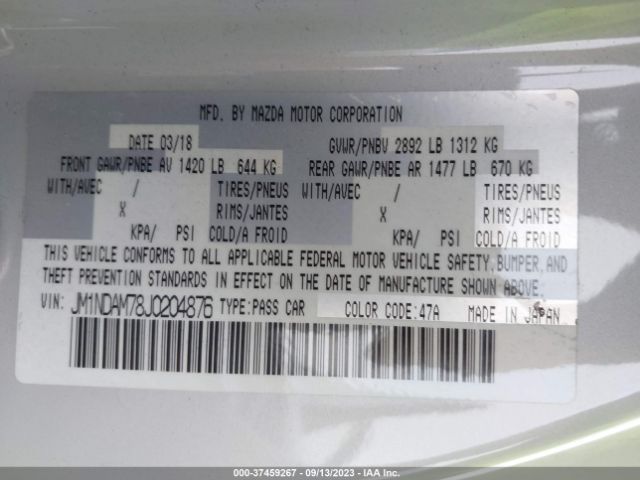 MFD. BY MAZDA MOTOR CORPORATION
DATE 03/18 GVWR/PNBV 2892 LB 1312 KG
FRONT GAWR/PNBE AV 1420 LB 644 KG REAR GAWR/PNBE AR 1477 LB 670 KG
WITH/AVEC / TIRES/PNEUS WITH/AVEC / TIRES/PNEUS
X RIMS/JANTES X RIMS/JANTES
KPA/ PSI COLD/A FROID KPA/ PSI COLD/A FROID
THIS VEHICLE CONFORMS TO ALL APPLICABLE FEDERAL MOTOR VEHICLE SAFETY, BUMPER, AND
THEFT PREVENTION STANDARDS IN EFFECT ON THE DATE OF MANUFACTURE SHOWN ABOVE.
VIN: JM1NDAM78J0204876 TYPE:PASS CAR COLOR CODE:47A MADE IN JAPAN
000-37459267 - 09/13/2023 - IAA Inc.